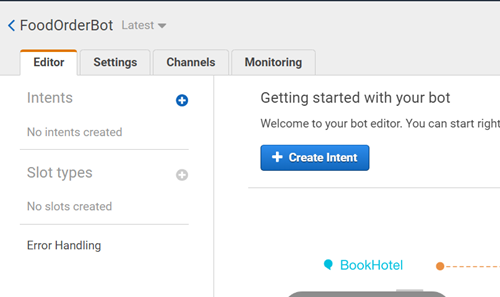 FoodOrderBot Latest
Editor Settings Channels Monitoring
Intents
No intents created
Slot types
No slots created
Error Handling
Getting started with your bot
Welcome to your bot editor. You can start right
Create Intent
BookHotel